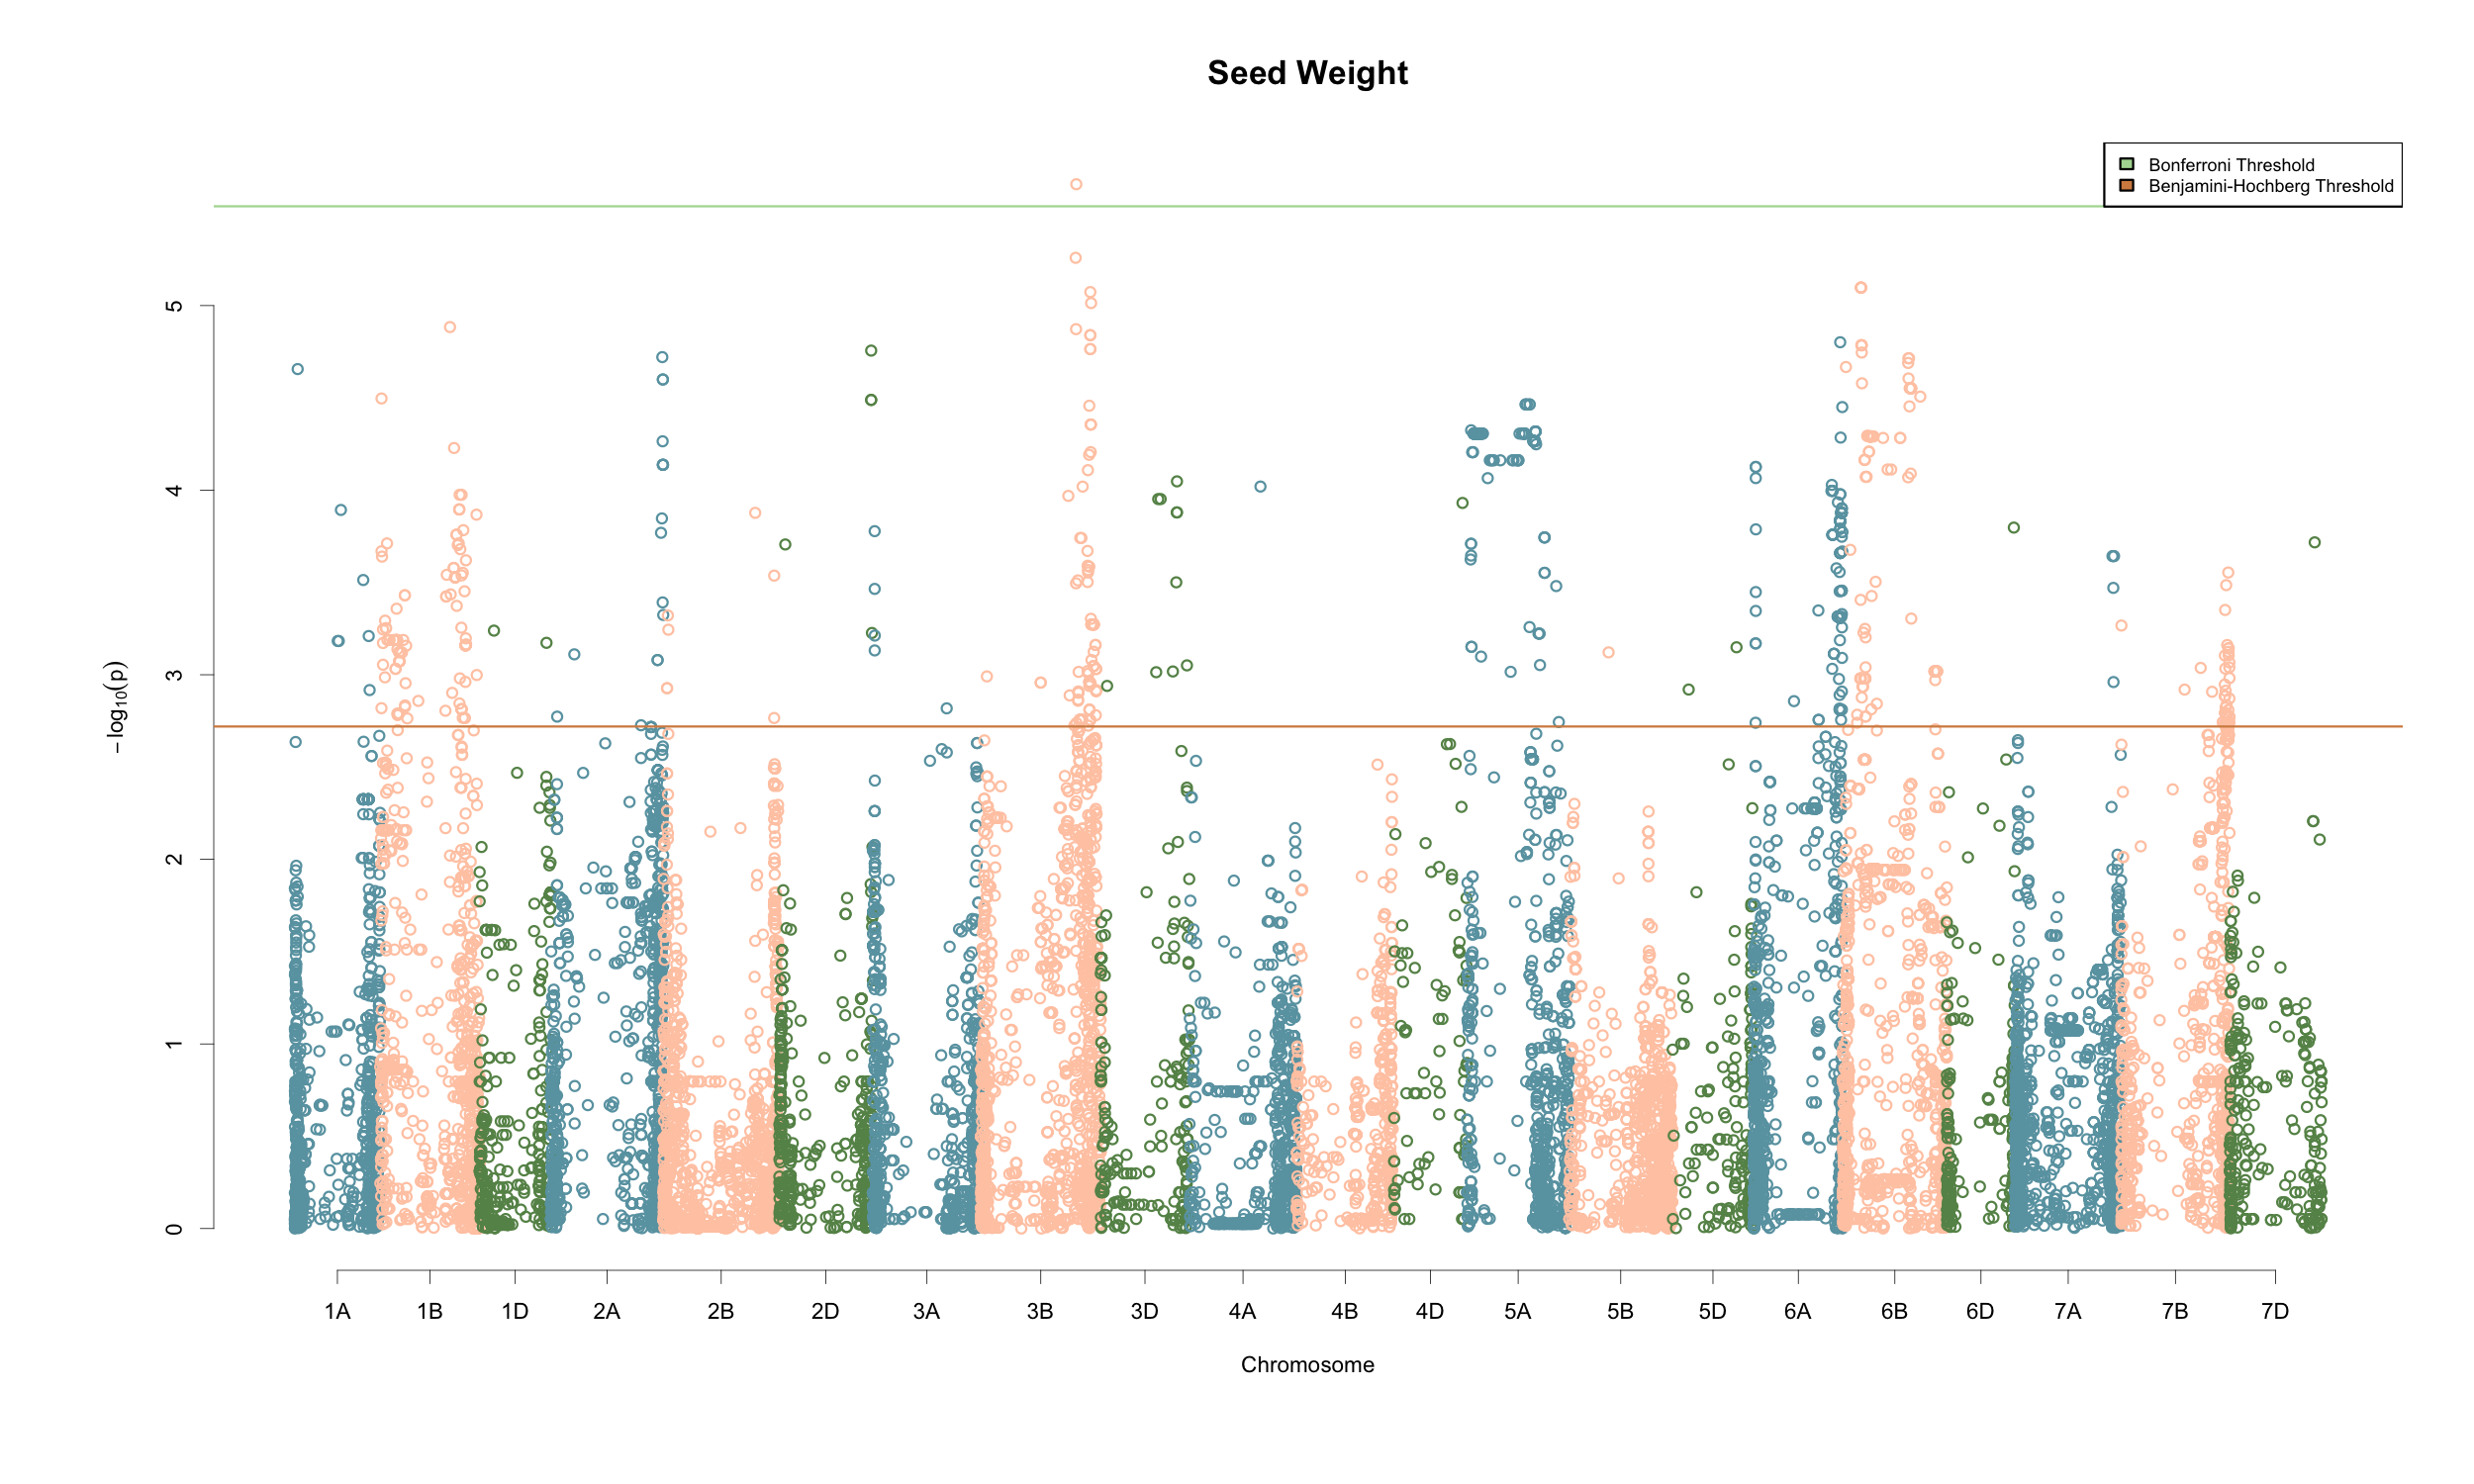 Seed Weight
Bonferroni Threshold
Benjamini-Hochberg Threshold
−log₁₀(p)
5
4
3
2
1
0
1A 1B 1D 2A 2B 2D 3A 3B 3D 4A 4B 4D 5A 5B 5D 6A 6B 6D 7A 7B 7D
Chromosome